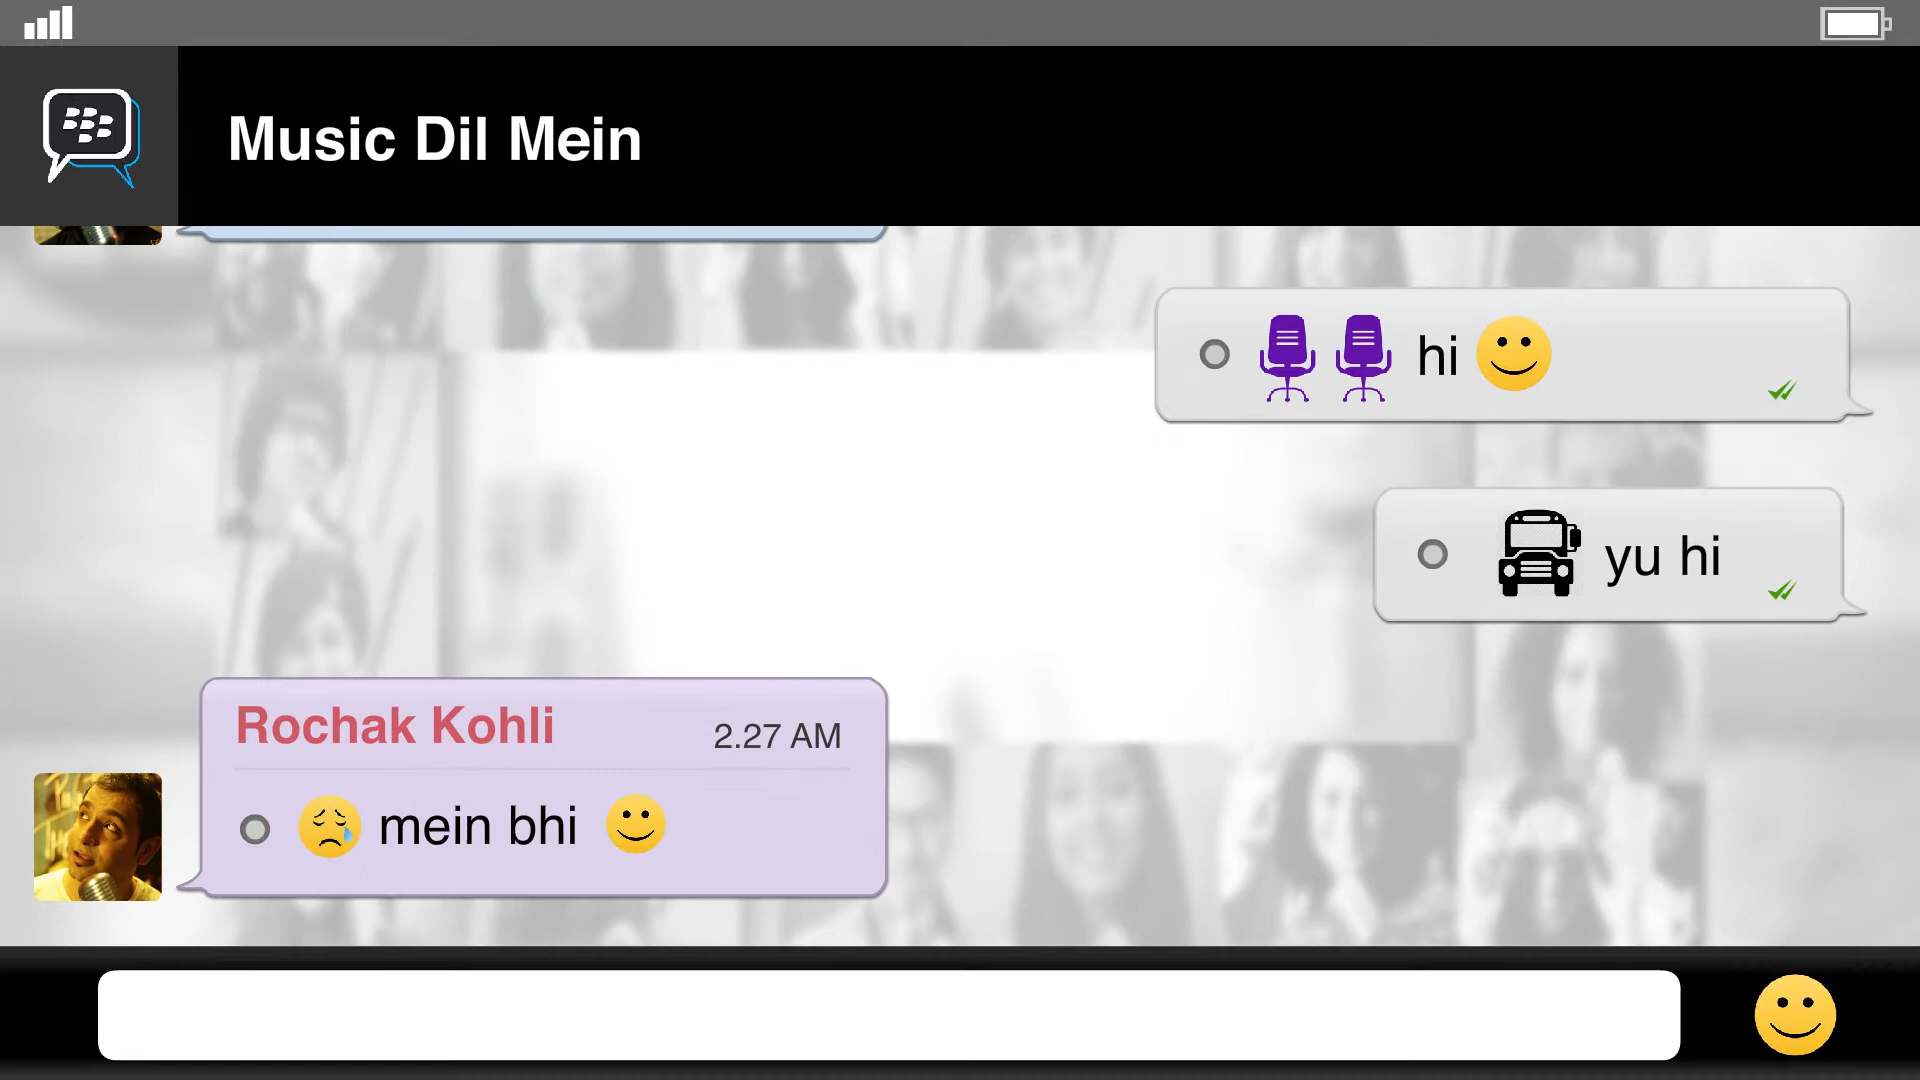 Music Dil Mein
hi
yu hi
Rochak Kohli
2.27 AM
mein bhi